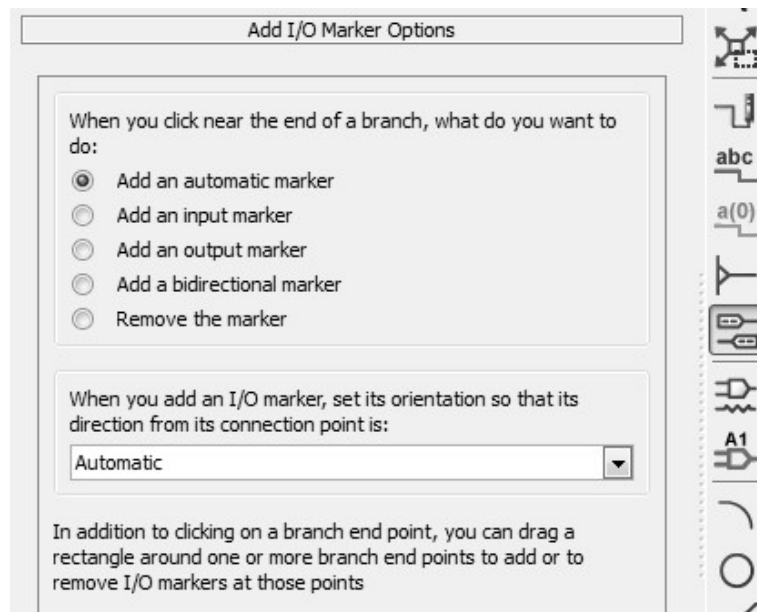 Add I/O Marker Options
When you click near the end of a branch, what do you want to
do:
Add an automatic marker
Add an input marker
Add an output marker
Add a bidirectional marker
Remove the marker
When you add an I/O marker, set its orientation so that its
direction from its connection point is:
Automatic
In addition to clicking on a branch end point, you can drag a
rectangle around one or more branch end points to add or to
remove I/O markers at those points
abc
a(0)
A1